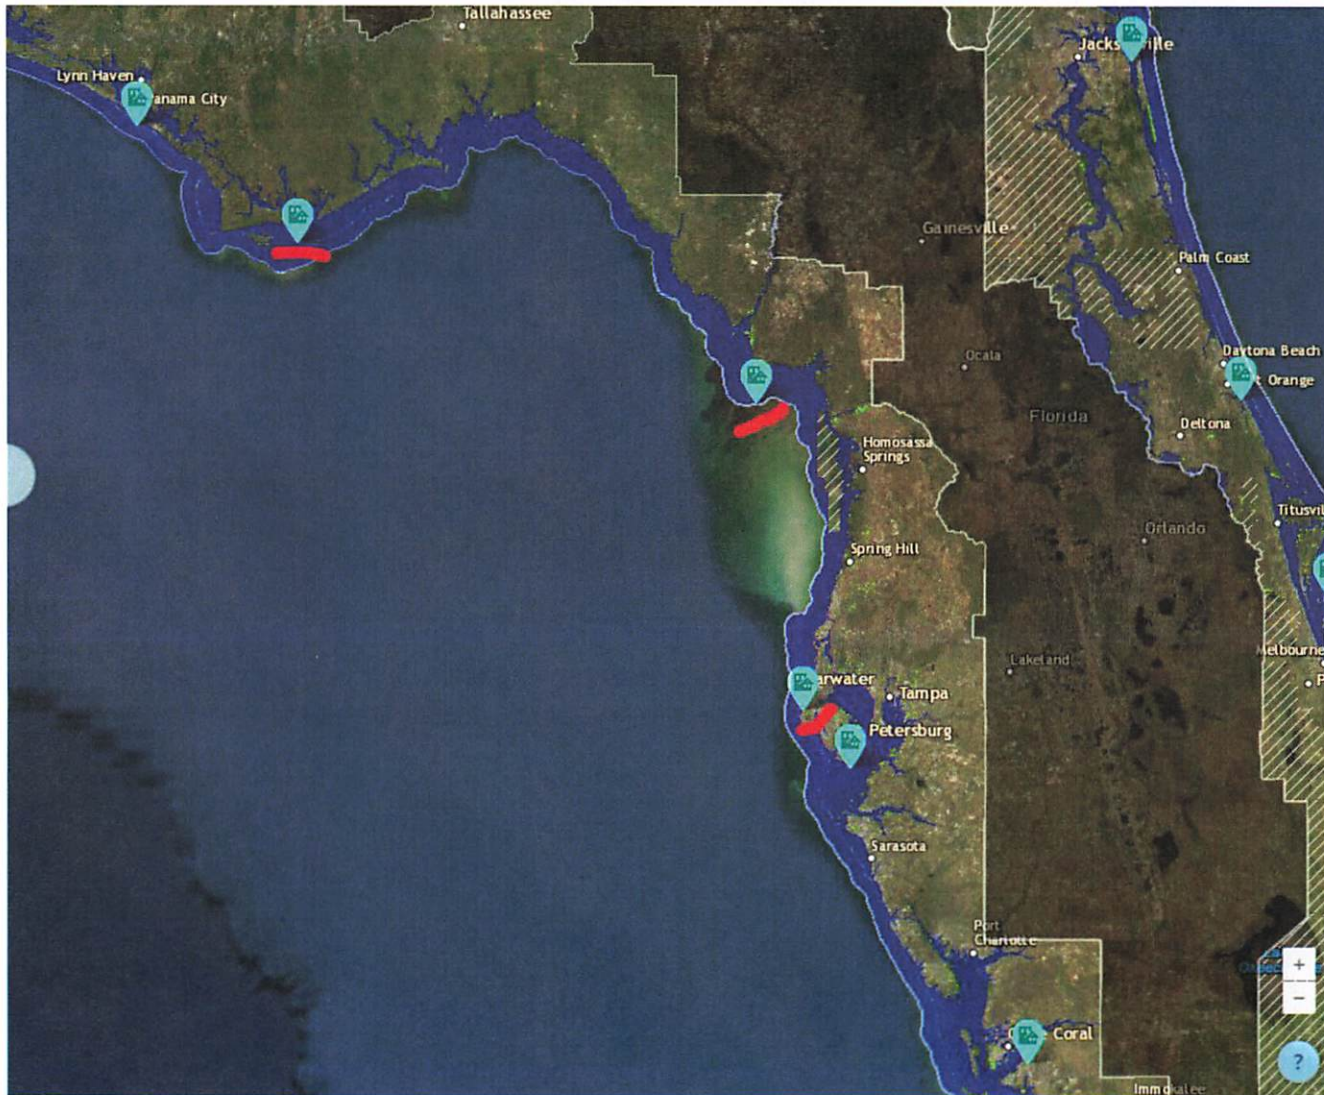 Tallahassee
Lynn Haven
anama City
Jacks ville
Gainesville
Palm Coast
Ocala
Daytona Beach
t Orange
Florida
Deltona
Homosassa
Springs
Titusvil
Orlando
Spring Hill
Melbourne
Lakeland
P
arwater
Tampa
Petersburg
Sarasota
Port
Charlotte
+
−
e Coral
?
Immokalee